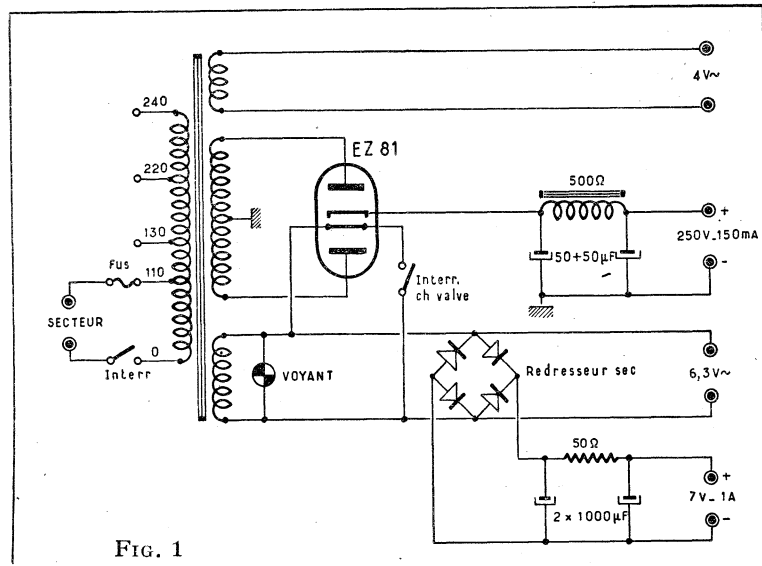 240
4V~
EZ 81
220
500Ω
130
+
250V_150mA
-
50+50µF
Fus
110
Interr.
ch valve
SECTEUR
0
Interr
VOYANT
Redresseur sec
6,3V~
50Ω
+
7V_1A
-
2 x 1000µF
FIG. 1